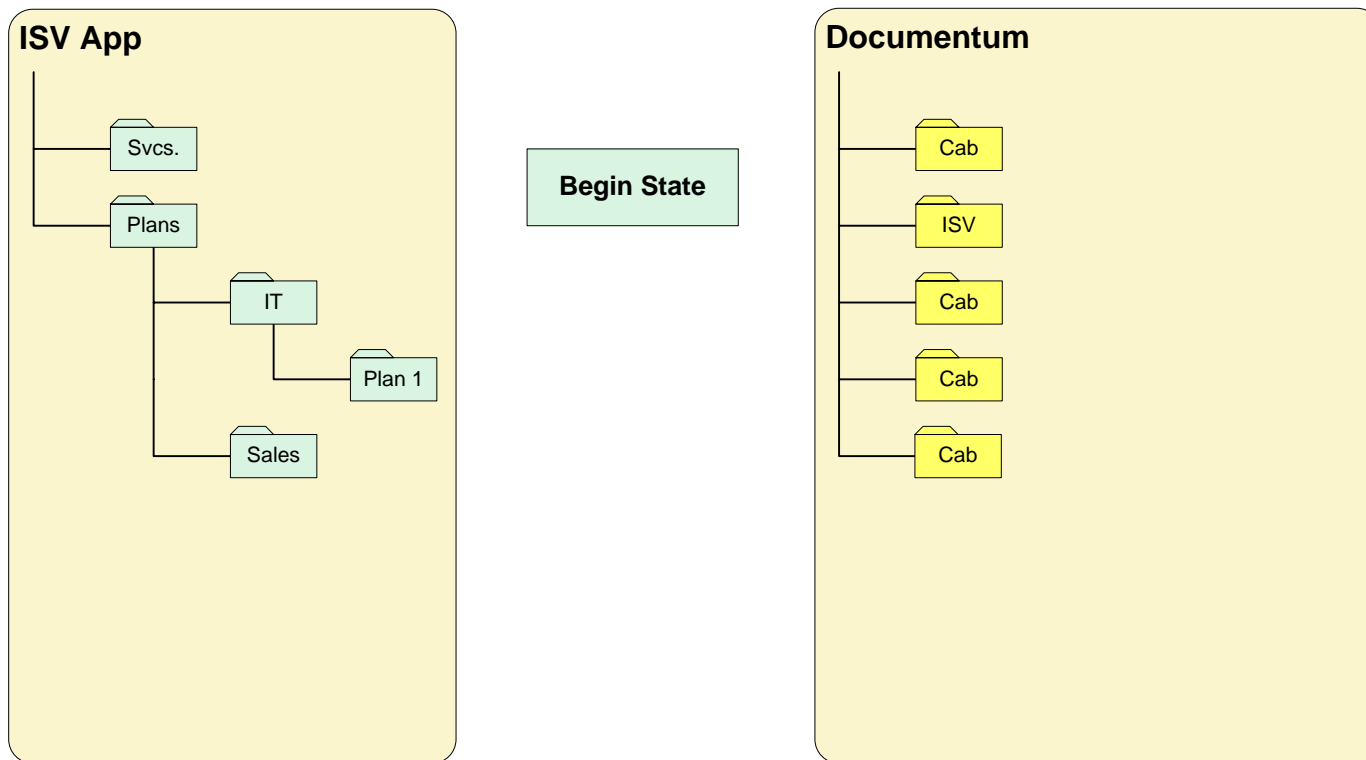 ISV App
Svcs.
Plans
IT
Plan 1
Sales
Begin State
Documentum
Cab
ISV
Cab
Cab
Cab